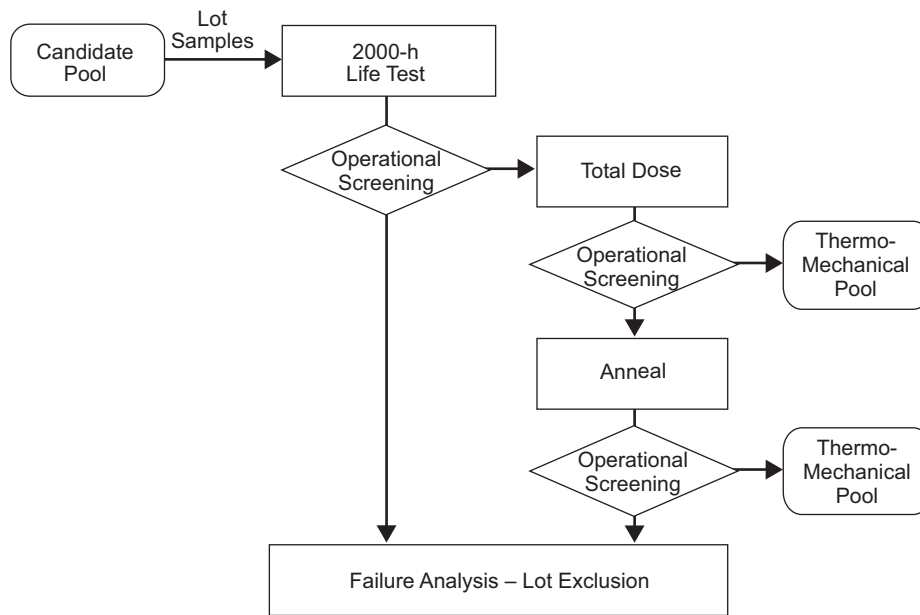 Lot
Samples
Candidate
Pool
2000-h
Life Test
Operational
Screening
Total Dose
Operational
Screening
Thermo-
Mechanical
Pool
Anneal
Operational
Screening
Thermo-
Mechanical
Pool
Failure Analysis – Lot Exclusion